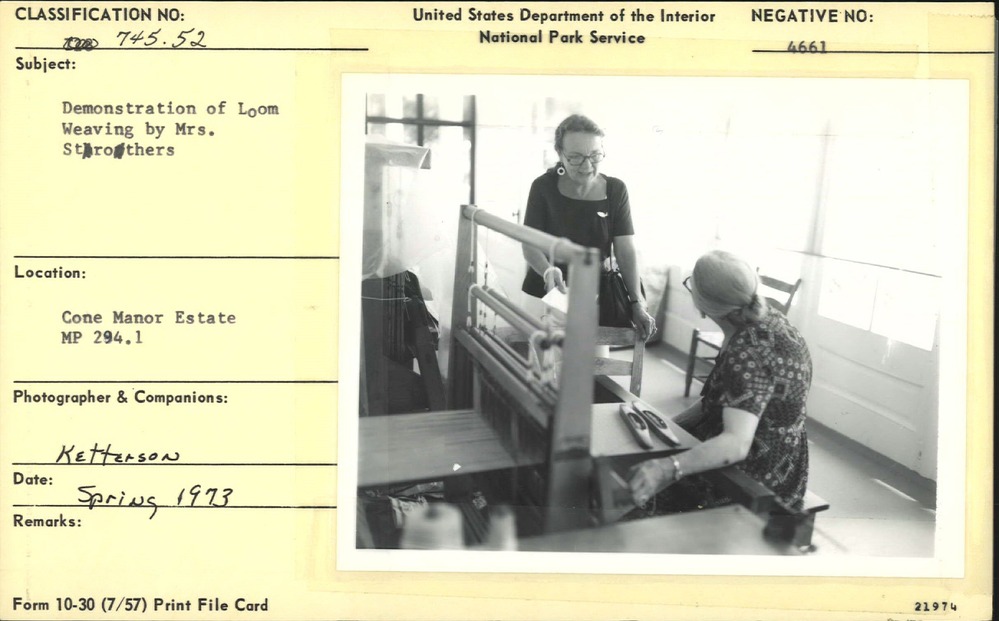 CLASSIFICATION NO:
745.52
United States Department of the Interior
National Park Service
NEGATIVE NO:
4661
Subject:
Demonstration of Loom
Weaving by Mrs.
Strothers
Location:
Cone Manor Estate
MP 294.1
Photographer & Companions:
Ketterson
Date:
Spring 1973
Remarks:
Form 10-30 (7/57) Print File Card
21974